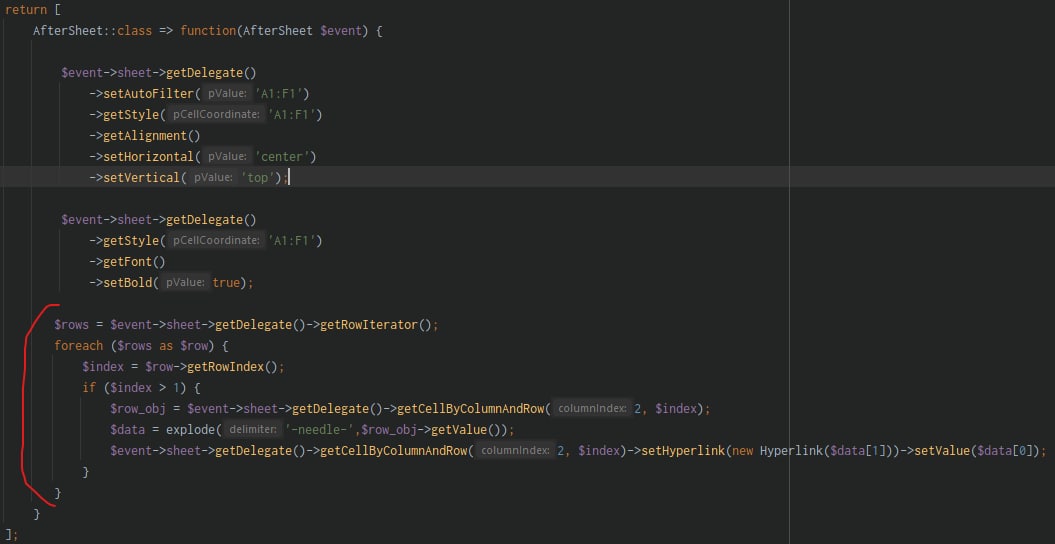 return [
    AfterSheet::class => function(AfterSheet $event) {
        $event->sheet->getDelegate()
            ->setAutoFilter( pValue: 'A1:F1')
            ->getStyle( pCellCoordinate: 'A1:F1')
            ->getAlignment()
            ->setHorizontal( pValue: 'center')
            ->setVertical( pValue: 'top');
        $event->sheet->getDelegate()
            ->getStyle( pCellCoordinate: 'A1:F1')
            ->getFont()
            ->setBold( pValue: true);
       $rows = $event->sheet->getDelegate()->getRowIterator();
       foreach ($rows as $row) {
           $index = $row->getRowIndex();
           if ($index > 1) {
               $row_obj = $event->sheet->getDelegate()->getCellByColumnAndRow( columnIndex: 2, $index);
               $data = explode( delimiter: '-needle-',$row_obj->getValue());
               $event->sheet->getDelegate()->getCellByColumnAndRow( columnIndex: 2, $index)->setHyperlink(new Hyperlink($data[1]))->setValue($data[0]);
           }
       }
    }
];